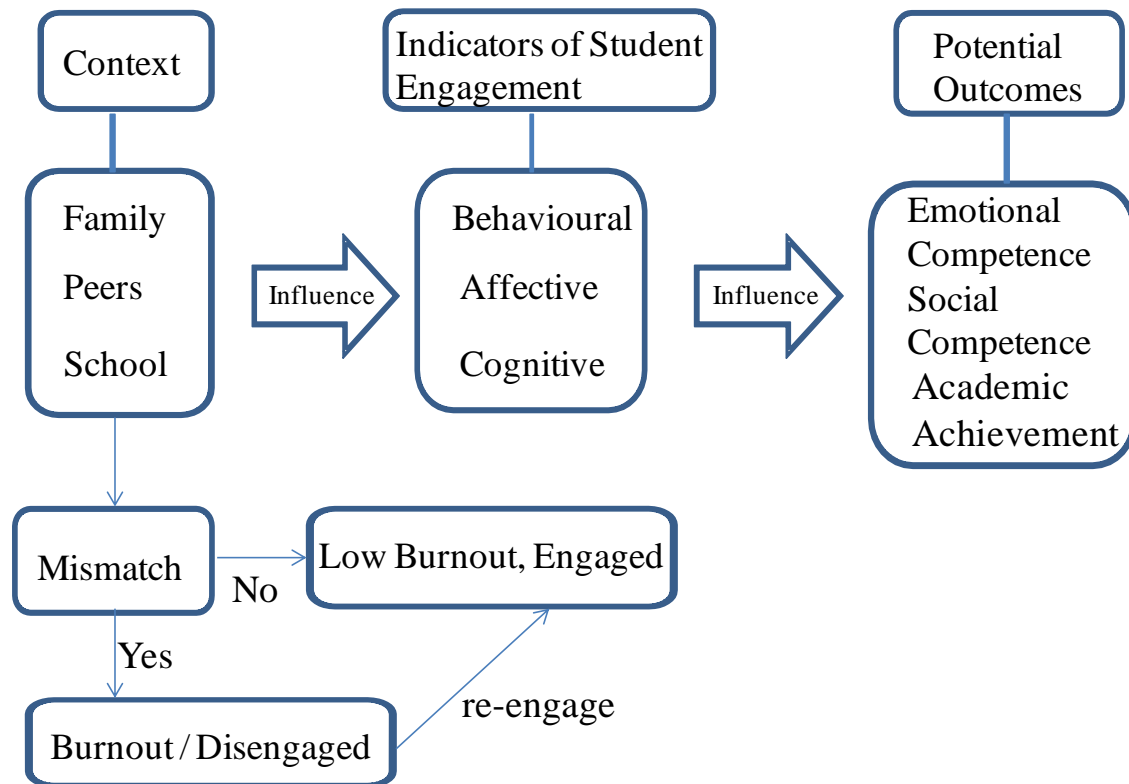 Context
Indicators of Student
Engagement
Potential
Outcomes
Family
Peers
School
Influence
Behavioural
Affective
Cognitive
Influence
Emotional
Competence
Social
Competence
Academic
Achievement
Mismatch
No
Low Burnout, Engaged
Yes
re-engage
Burnout / Disengaged